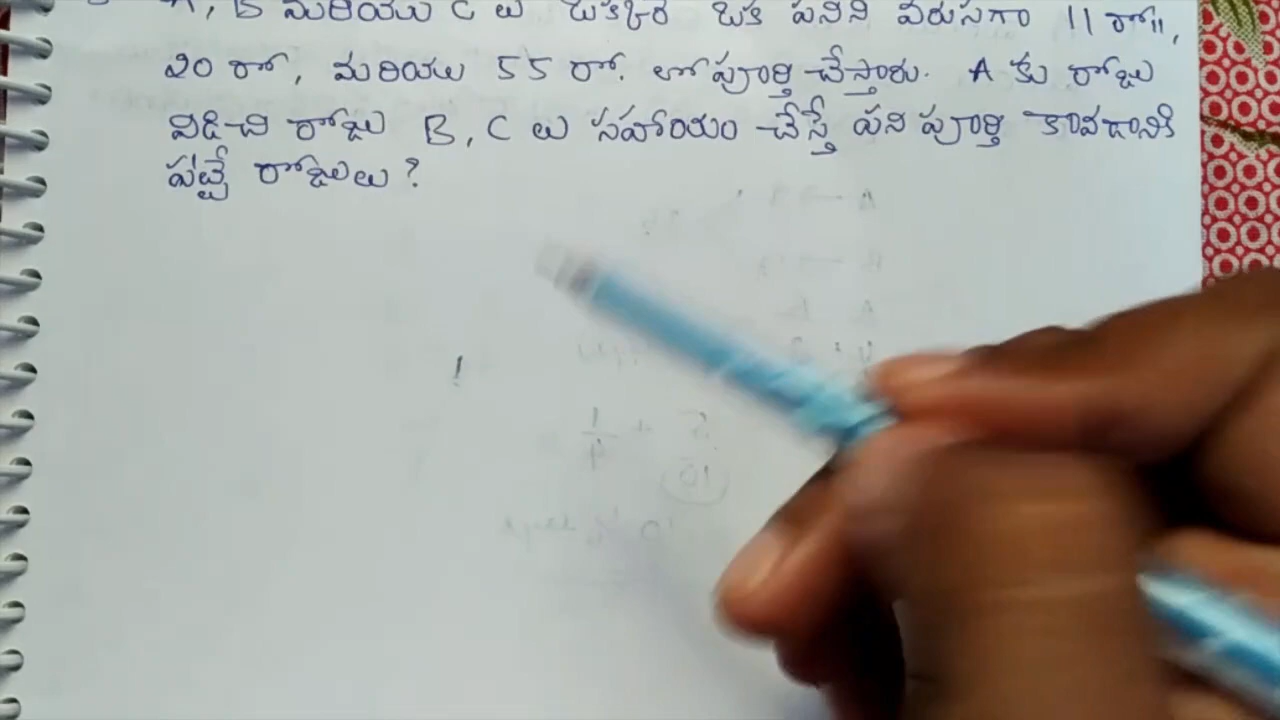 A, B మరియు C లు ఒక్కరే ఒక పనిని వరుసగా 11 రో॥,
20 రో, మరియు 55 రో. లో పూర్తి చేస్తారు. A కు రోజు
విడిచి రోజు B, C లు సహాయం చేస్తే పని పూర్తి కావడానికి
పట్టే రోజులు?